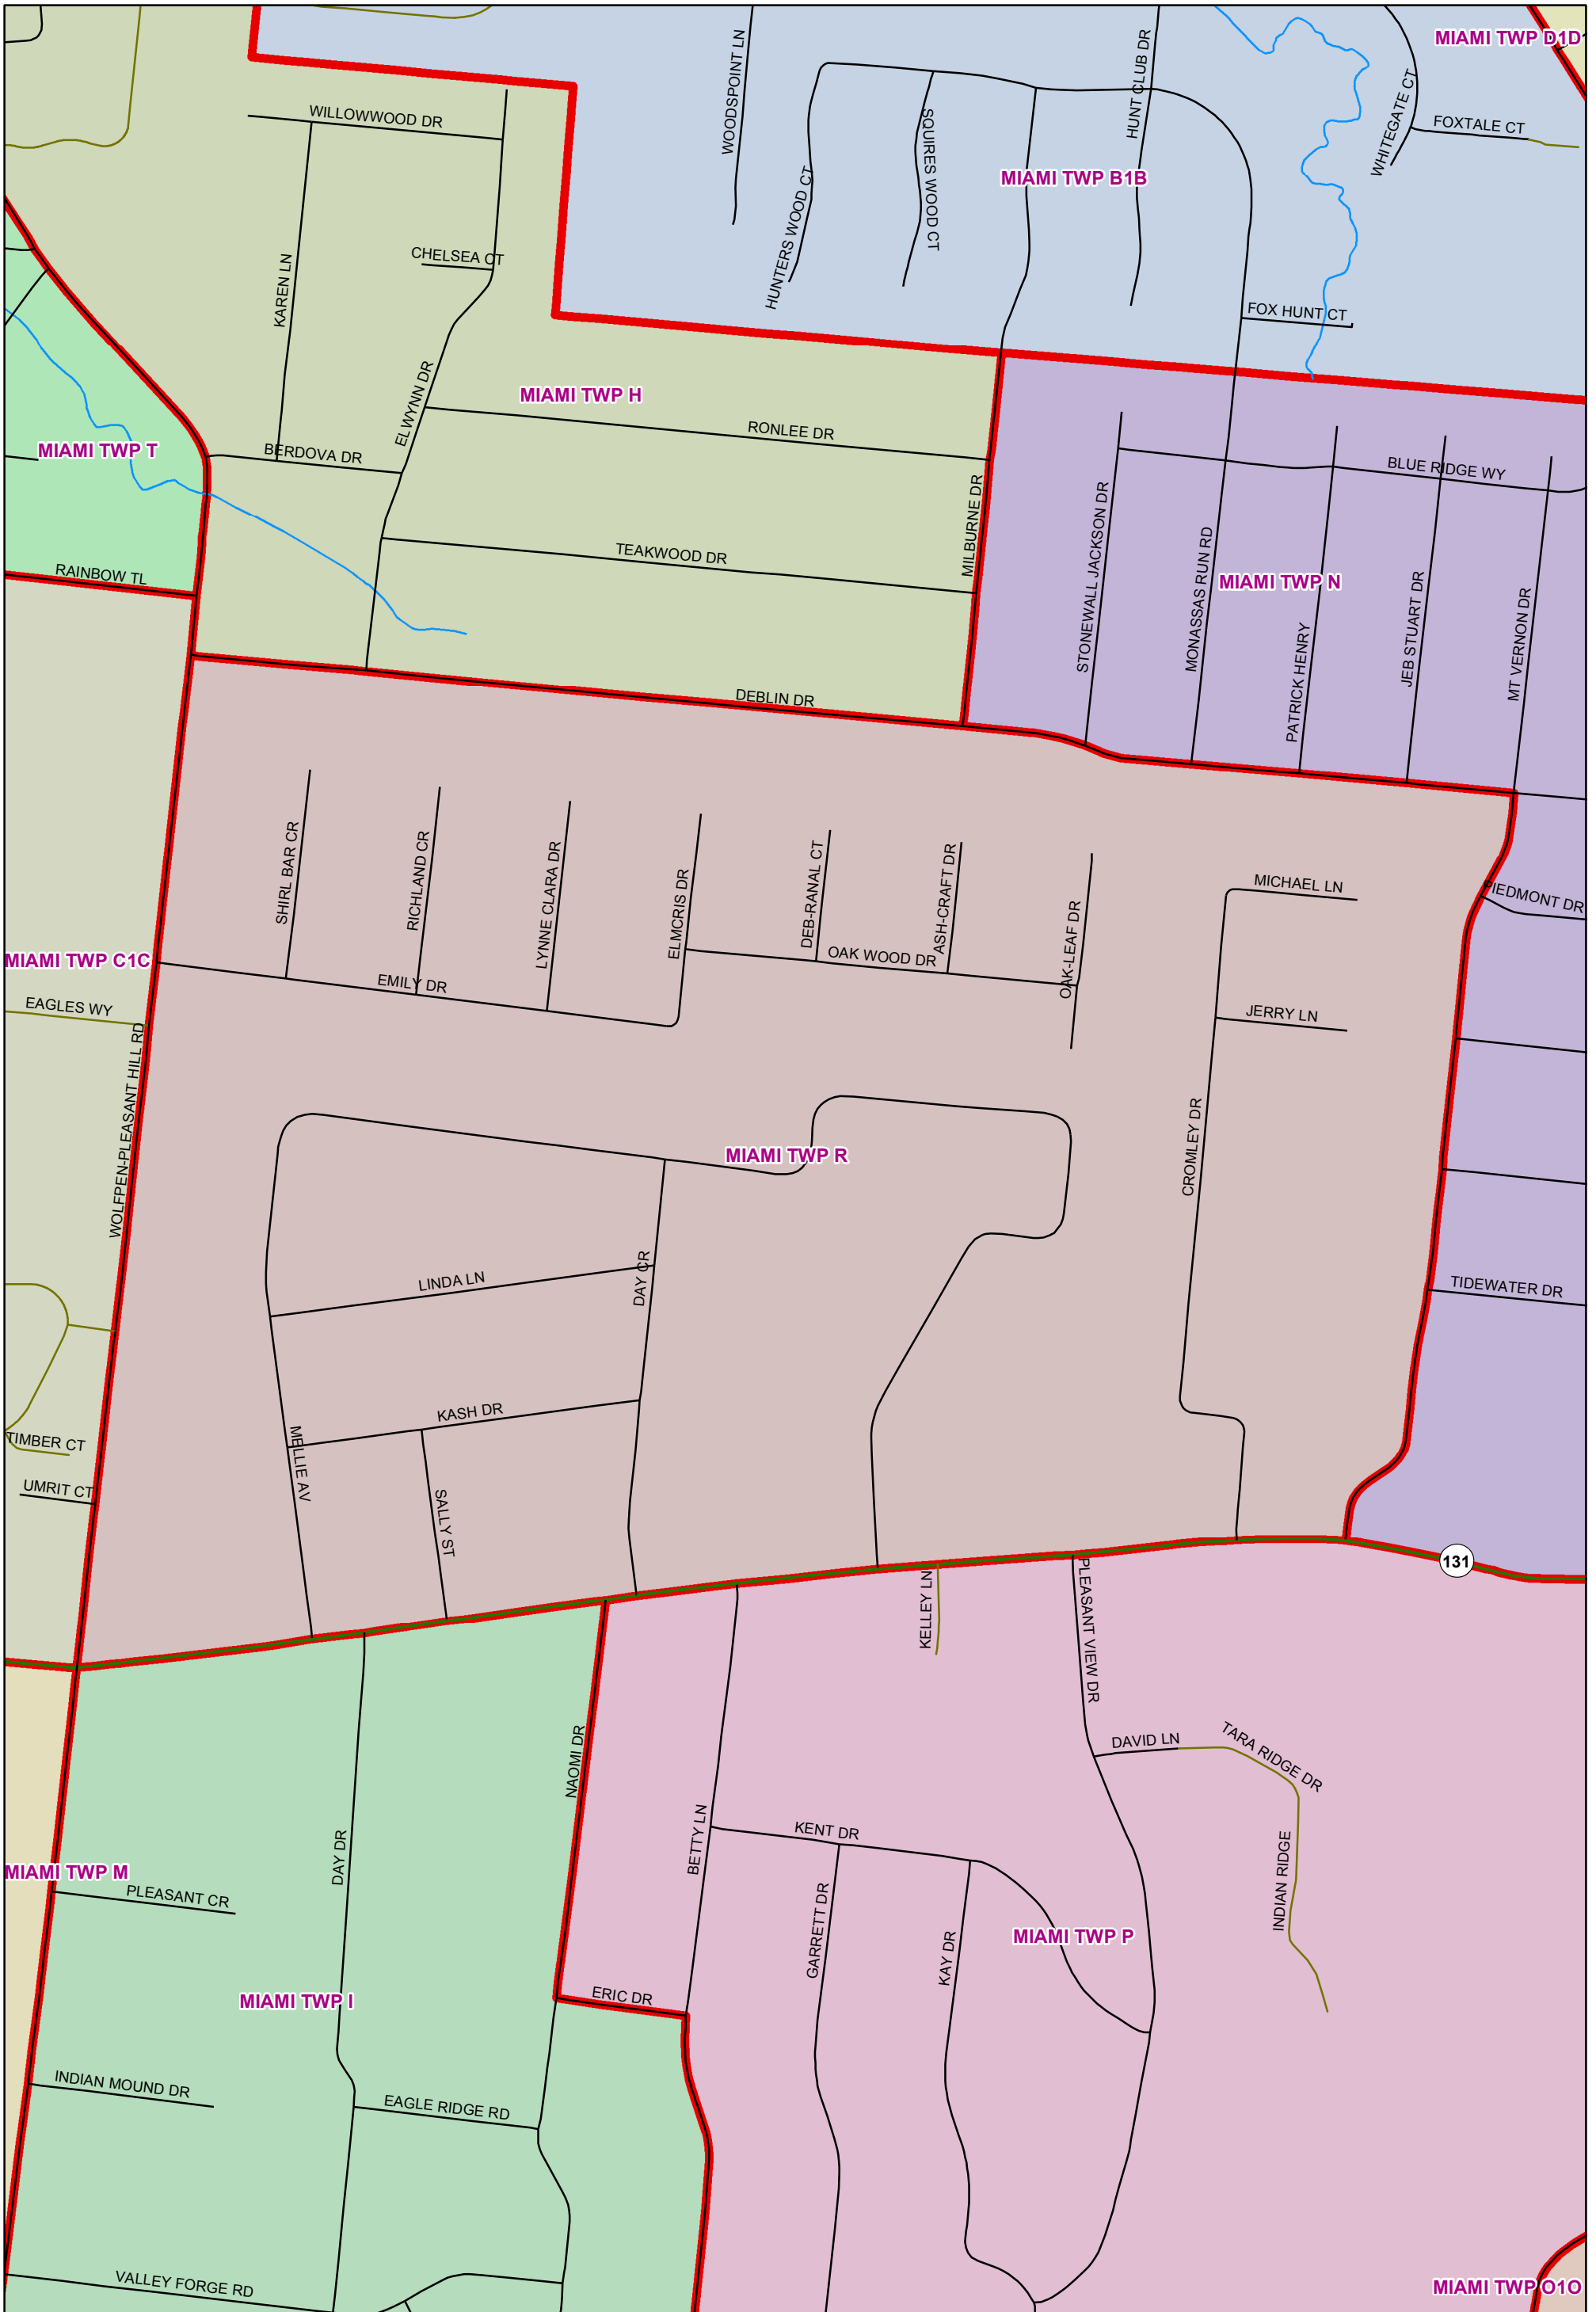 MIAMI TWP D1D
WOODSPOINT LN
HUNT CLUB DR
WHITEGATE CT
FOXTALE CT
WILLOWWOOD DR
SQUIRES WOOD CT
MIAMI TWP B1B
HUNTERS WOOD CT
CHELSEA CT
KAREN LN
FOX HUNT CT
ELWYNN DR
MIAMI TWP H
RONLEE DR
MIAMI TWP T
BERDOVA DR
BLUE RIDGE WY
MILBURNE DR
STONEWALL JACKSON DR
MONASSAS RUN RD
TEAKWOOD DR
RAINBOW TL
MIAMI TWP N
PATRICK HENRY
JEB STUART DR
MT VERNON DR
DEBLIN DR
SHIRL BAR CR
RICHLAND CR
LYNNE CLARA DR
ELMCRIS DR
DEB-RANAL CT
ASH-CRAFT DR
OAK-LEAF DR
MICHAEL LN
PIEDMONT DR
OAK WOOD DR
MIAMI TWP C1C
EMILY DR
EAGLES WY
JERRY LN
WOLFPEN-PLEASANT HILL RD
MIAMI TWP R
CROMLEY DR
LINDA LN
DAY CR
TIDEWATER DR
KASH DR
TIMBER CT
MELLIE AV
UMRIT CT
SALLY ST
131
KELLEY LN
PLEASANT VIEW DR
NAOMI DR
DAVID LN
TARA RIDGE DR
BETTY LN
KENT DR
DAY DR
INDIAN RIDGE
MIAMI TWP M
PLEASANT CR
GARRETT DR
KAY DR
MIAMI TWP P
MIAMI TWP I
ERIC DR
INDIAN MOUND DR
EAGLE RIDGE RD
VALLEY FORGE RD
MIAMI TWP O1O